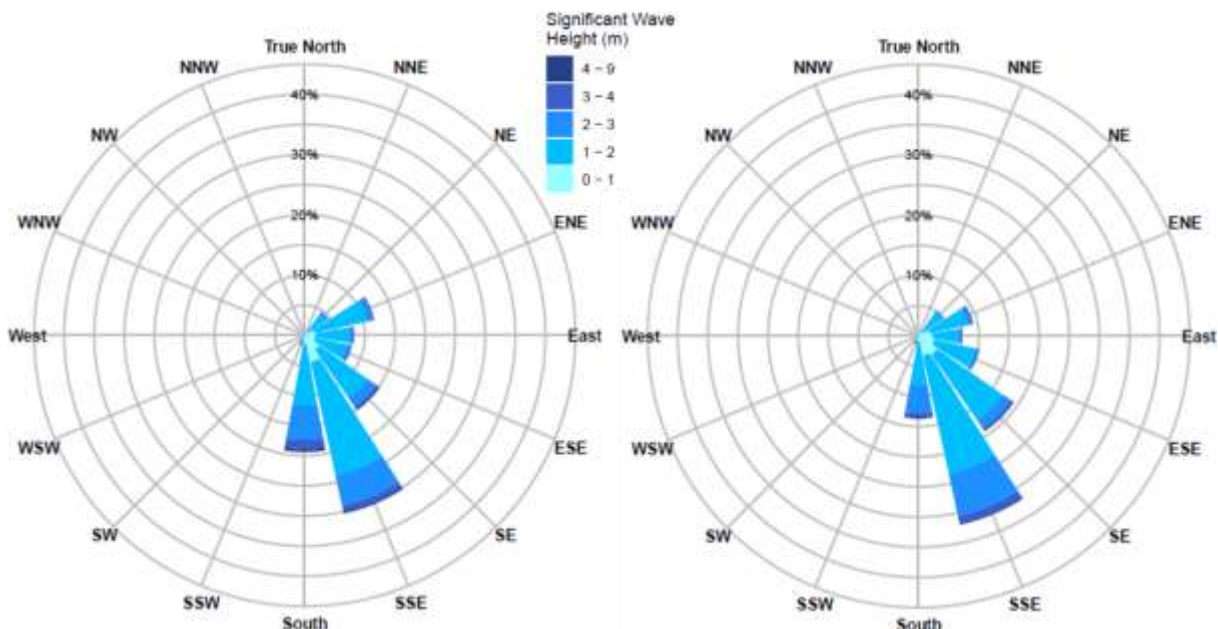 Significant Wave
Height (m)
4 - 9
3 - 4
2 - 3
1 - 2
0 - 1
True North
NNW
NNE
NW
NE
WNW
ENE
West
East
WSW
ESE
SW
SE
SSW
SSE
South
40%
30%
20%
10%
True North
NNW
NNE
NW
NE
WNW
ENE
West
East
WSW
ESE
SW
SE
SSW
SSE
South
40%
30%
20%
10%